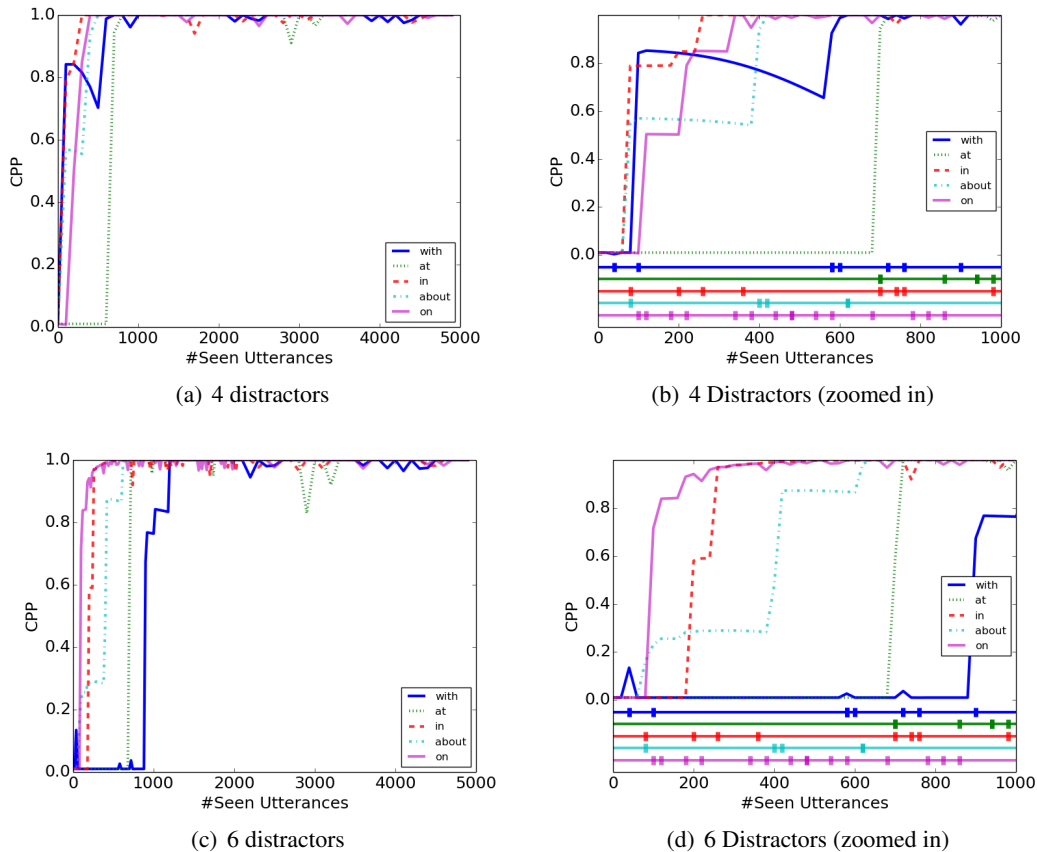 1.0
0.8
0.6
0.4
0.2
0.0
CPP
with
at
in
about
on
0 1000 2000 3000 4000 5000
#Seen Utterances
(a) 4 distractors
1.0
0.8
0.6
0.4
0.2
0.0
CPP
with
at
in
about
on
0 200 400 600 800 1000
#Seen Utterances
(b) 4 Distractors (zoomed in)
1.0
0.8
0.6
0.4
0.2
0.0
CPP
with
at
in
about
on
0 1000 2000 3000 4000 5000
#Seen Utterances
(c) 6 distractors
1.0
0.8
0.6
0.4
0.2
0.0
CPP
with
at
in
about
on
0 200 400 600 800 1000
#Seen Utterances
(d) 6 Distractors (zoomed in)